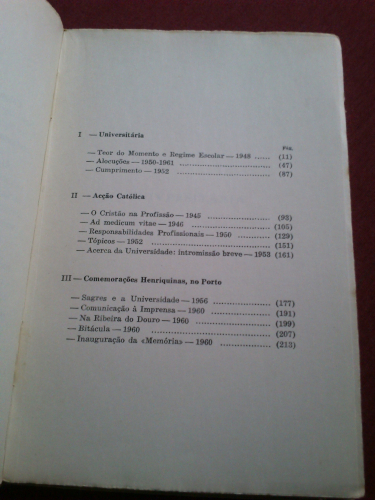 I — Universitária
Pág.
— Teor do Momento e Regime Escolar — 1948 ..... (11)
— Alocuções — 1950-1961 ..... (47)
— Cumprimento — 1952 ..... (87)
II — Acção Católica
— O Cristão na Profissão — 1945 ..... (93)
— Ad medicam vitae — 1946 ..... (105)
— Responsabilidades Profissionais — 1950 ..... (129)
— Tópicos — 1952 ..... (151)
— Acerca da Universidade: intromissão breve — 1953 (161)
III — Comemorações Henriquinas, no Porto
— Sagres e a Universidade — 1956 ..... (177)
— Comunicação à Imprensa — 1960 ..... (191)
— Na Ribeira do Douro — 1960 ..... (199)
— Bitácula — 1960 ..... (207)
— Inauguração da «Memória» — 1960 ..... (213)